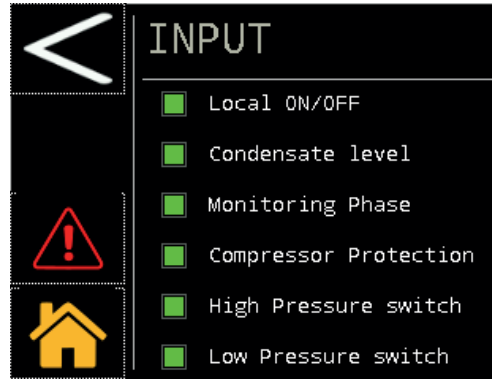 INPUT
Local ON/OFF
Condensate level
Monitoring Phase
Compressor Protection
High Pressure switch
Low Pressure switch